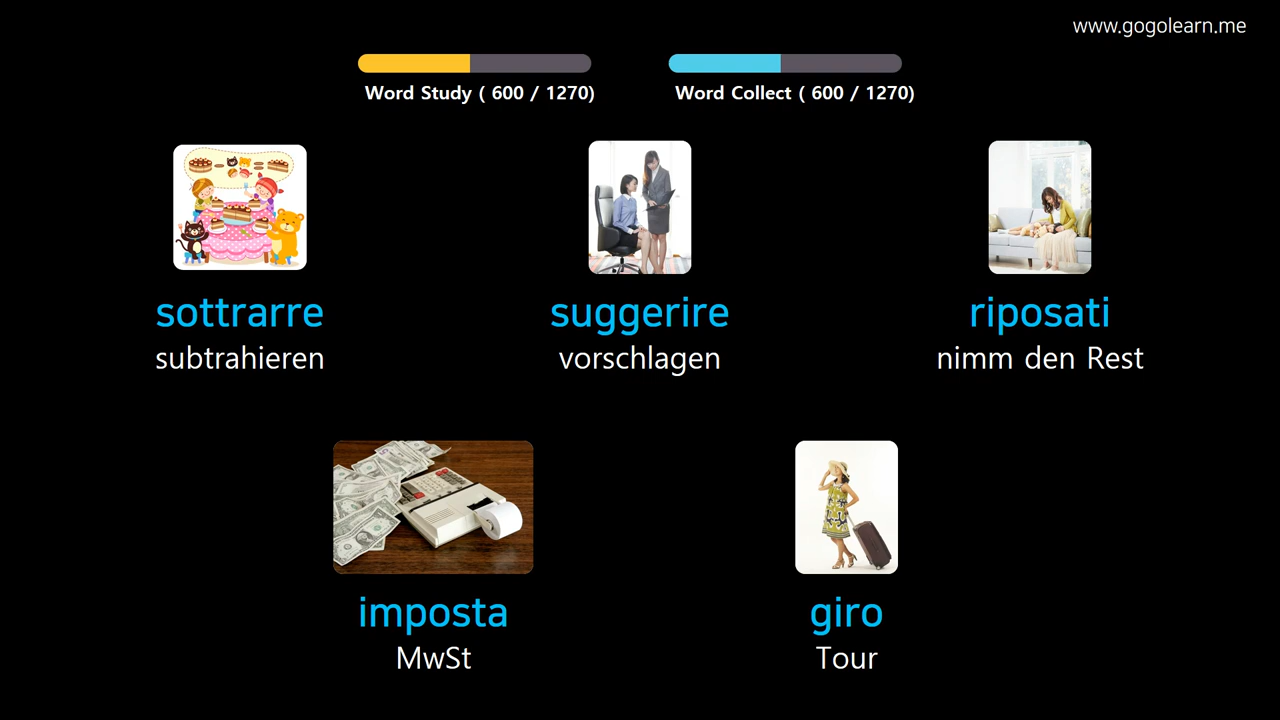 www.gogolearn.me
Word Study ( 600 / 1270)
Word Collect ( 600 / 1270)
sottrarre
subtrahieren
suggerire
vorschlagen
riposati
nimm den Rest
imposta
MwSt
giro
Tour